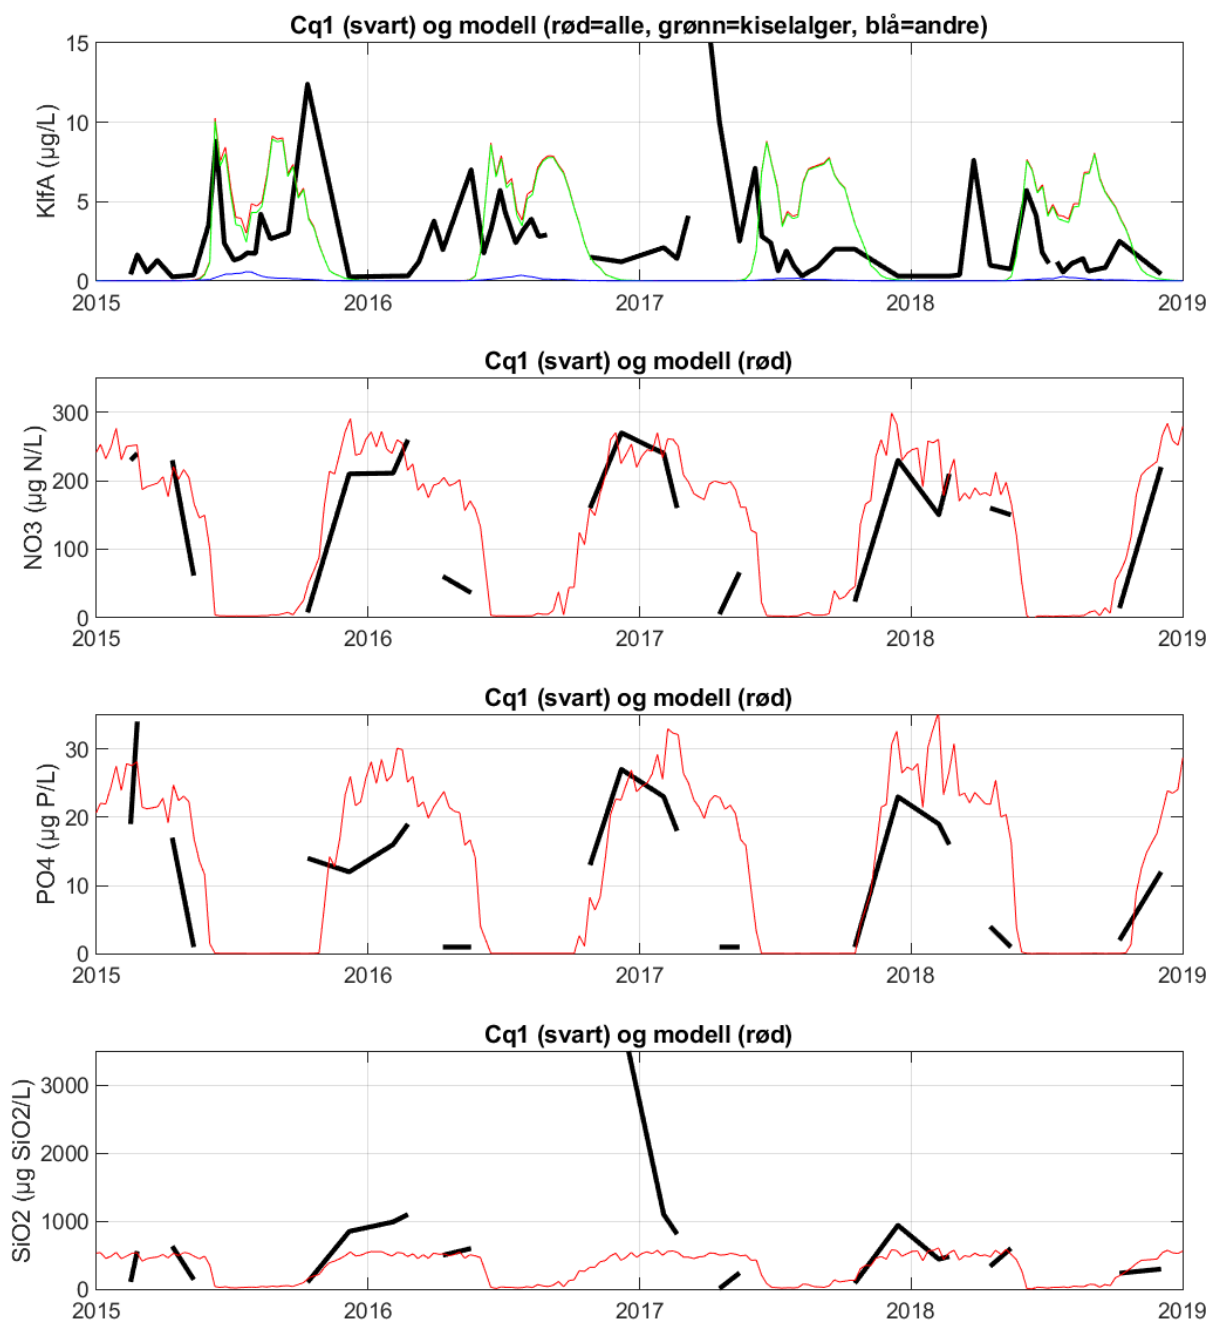 Cq1 (svart) og modell (rød=alle, grønn=kiselalger, blå=andre)
KlfA (µg/L)
15
10
5
0
2015 2016 2017 2018 2019
Cq1 (svart) og modell (rød)
NO3 (µg N/L)
300
200
100
0
2015 2016 2017 2018 2019
Cq1 (svart) og modell (rød)
PO4 (µg P/L)
30
20
10
0
2015 2016 2017 2018 2019
Cq1 (svart) og modell (rød)
SiO2 (µg SiO2/L)
3000
2000
1000
0
2015 2016 2017 2018 2019